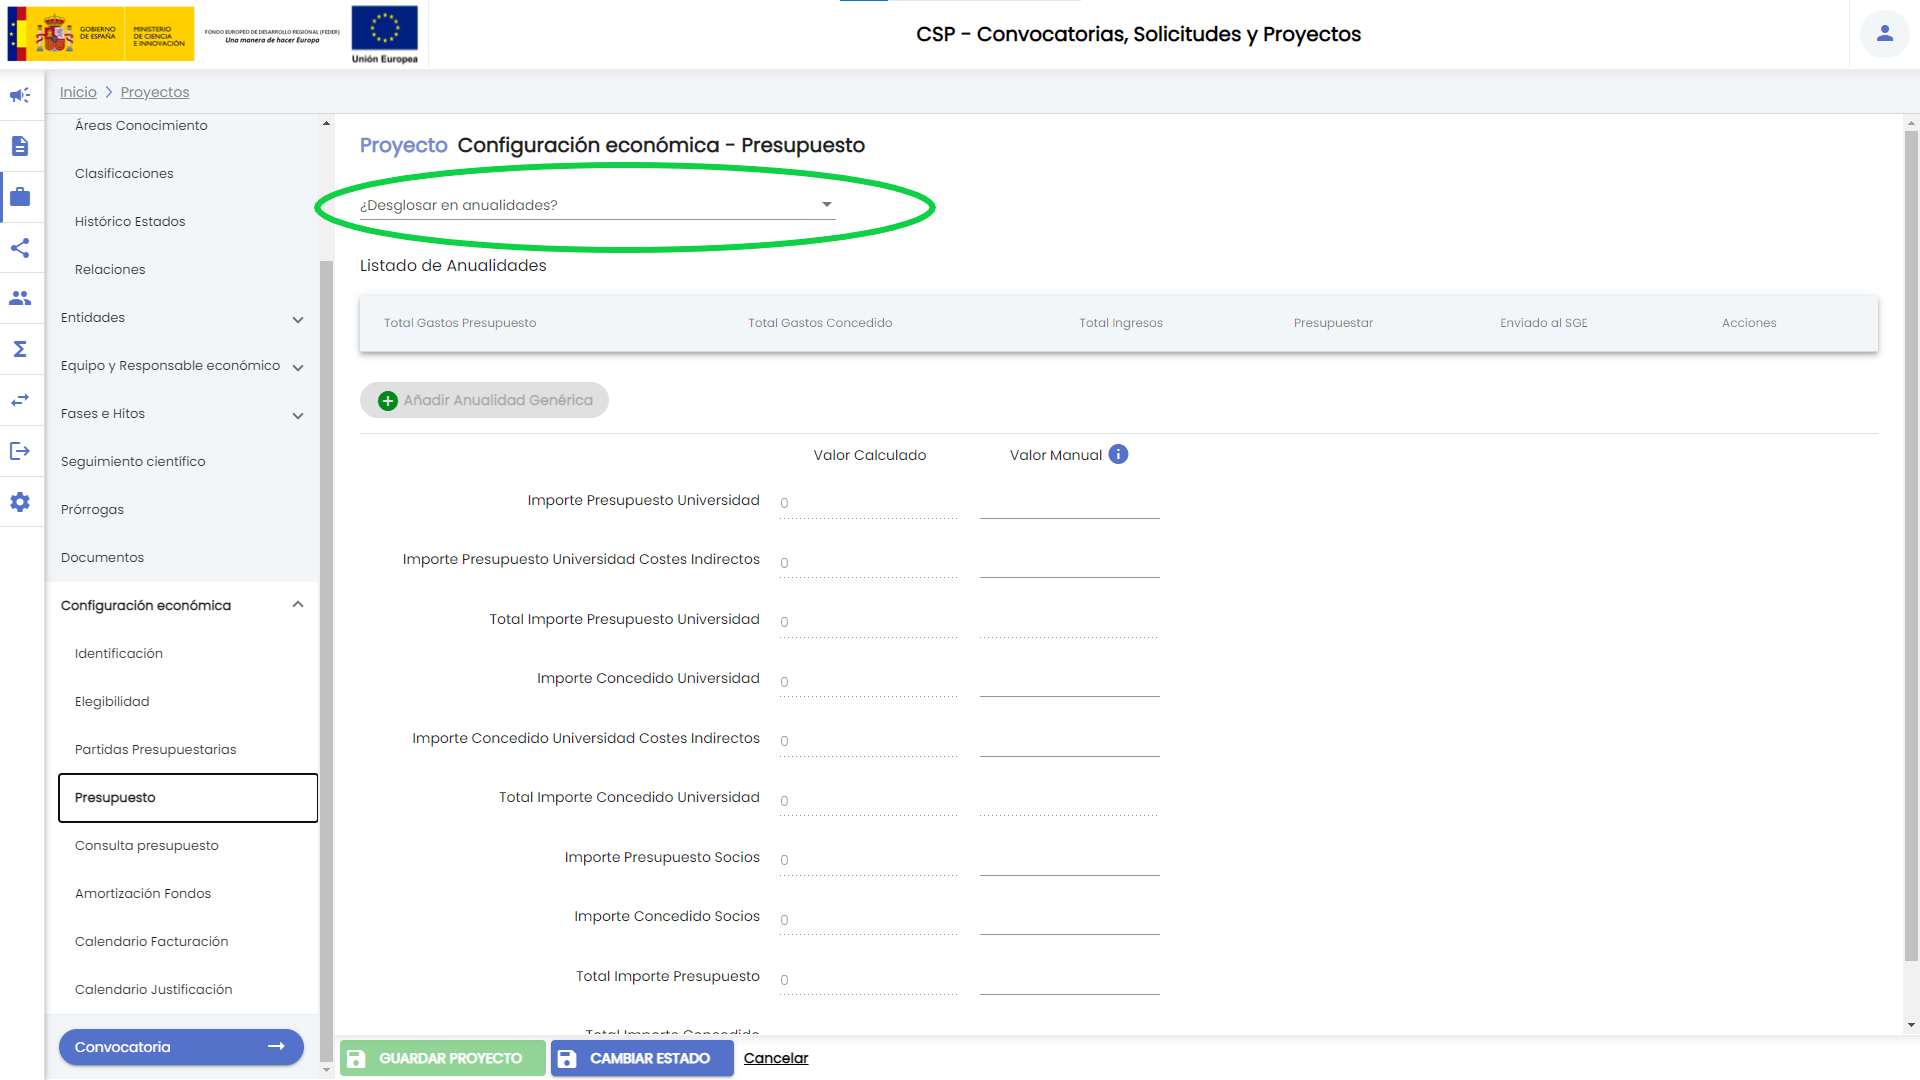 GOBIERNO
DE ESPAÑA
MINISTERIO
DE CIENCIA
E INNOVACIÓN
FONDO EUROPEO DE DESARROLLO REGIONAL (FEDER)
Una manera de hacer Europa
Unión Europea
CSP - Convocatorias, Solicitudes y Proyectos
Inicio > Proyectos
Áreas Conocimiento
Clasificaciones
Histórico Estados
Relaciones
Entidades
Equipo y Responsable económico
Fases e Hitos
Seguimiento científico
Prórrogas
Documentos
Configuración económica
Identificación
Elegibilidad
Partidas Presupuestarias
Presupuesto
Consulta presupuesto
Amortización Fondos
Calendario Facturación
Calendario Justificación
Convocatoria
Proyecto Configuración económica - Presupuesto
¿Desglosar en anualidades?
Listado de Anualidades
Total Gastos Presupuesto Total Gastos Concedido Total Ingresos Presupuestar Enviado al SGE Acciones
Añadir Anualidad Genérica
Valor Calculado Valor Manual i
Importe Presupuesto Universidad 0
Importe Presupuesto Universidad Costes Indirectos 0
Total Importe Presupuesto Universidad 0
Importe Concedido Universidad 0
Importe Concedido Universidad Costes Indirectos 0
Total Importe Concedido Universidad 0
Importe Presupuesto Socios 0
Importe Concedido Socios 0
Total Importe Presupuesto 0
Total Importe Concedido
GUARDAR PROYECTO CAMBIAR ESTADO Cancelar